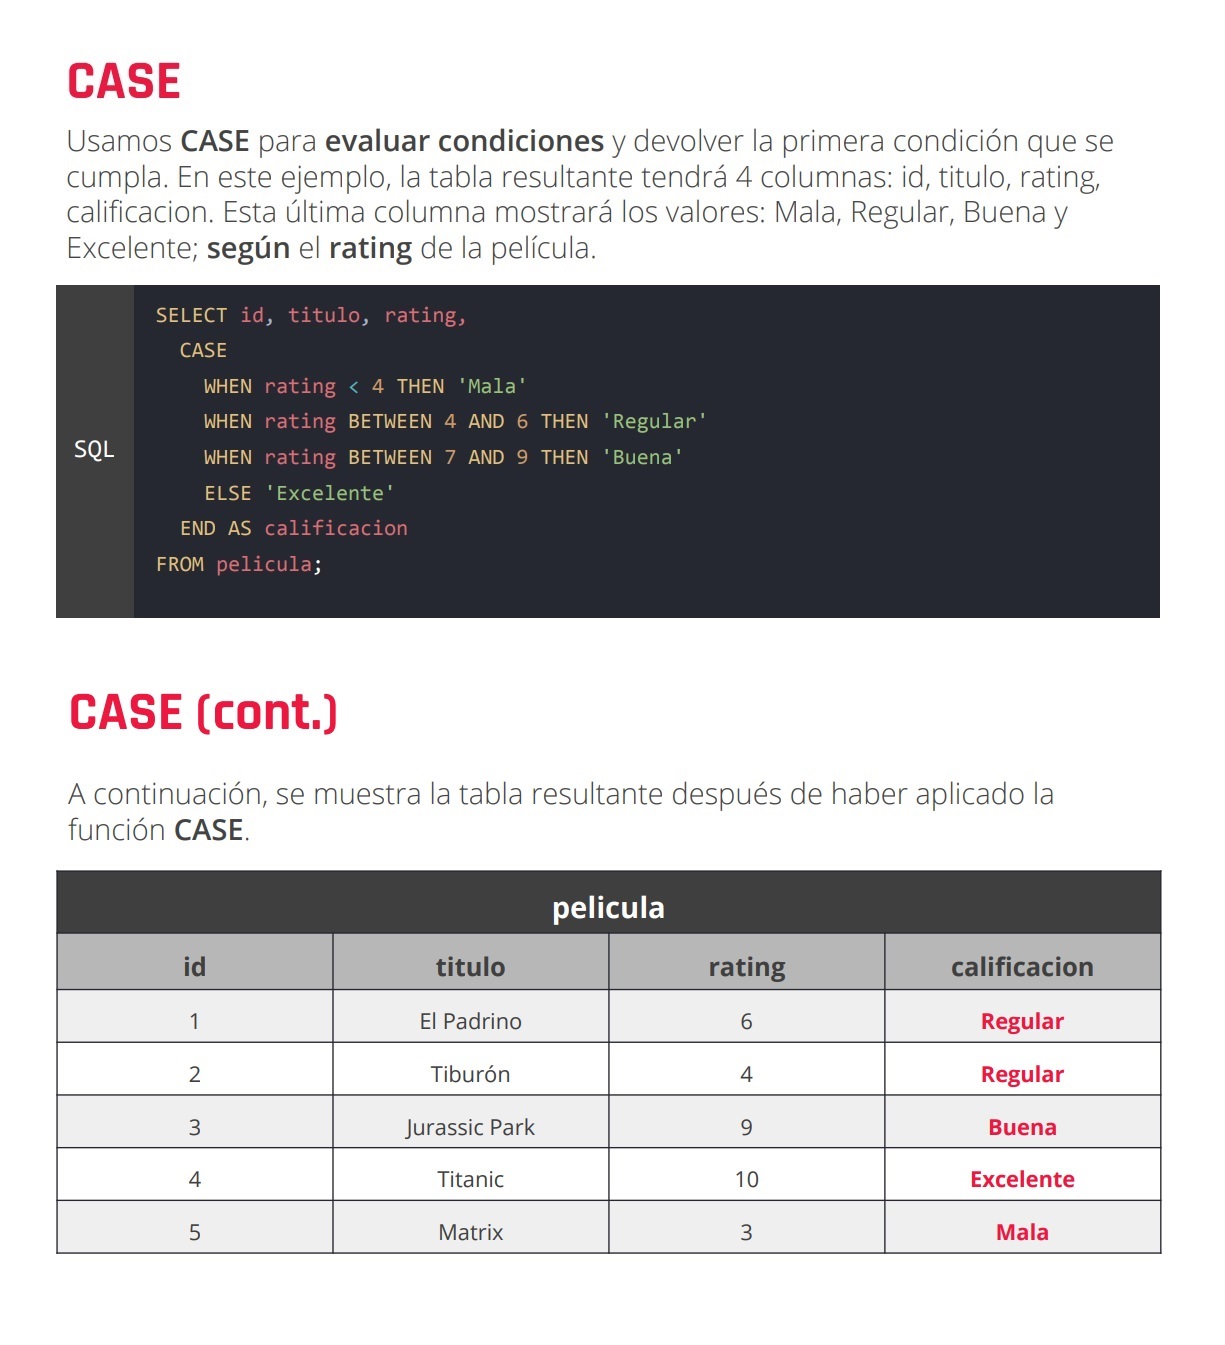 CASE
Usamos CASE para evaluar condiciones y devolver la primera condición que se
cumpla. En este ejemplo, la tabla resultante tendrá 4 columnas: id, titulo, rating,
calificacion. Esta última columna mostrará los valores: Mala, Regular, Buena y
Excelente; según el rating de la película.
SQL
SELECT id, titulo, rating,
CASE
WHEN rating < 4 THEN 'Mala'
WHEN rating BETWEEN 4 AND 6 THEN 'Regular'
WHEN rating BETWEEN 7 AND 9 THEN 'Buena'
ELSE 'Excelente'
END AS calificacion
FROM pelicula;
CASE (cont.)
A continuación, se muestra la tabla resultante después de haber aplicado la
función CASE.
pelicula
id titulo rating calificacion
1 El Padrino 6 Regular
2 Tiburón 4 Regular
3 Jurassic Park 9 Buena
4 Titanic 10 Excelente
5 Matrix 3 Mala